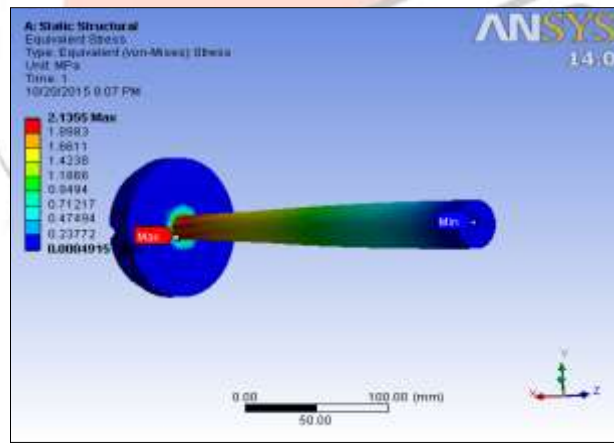 A: Static Structural
Equivalent Stress
Type: Equivalent (von-Mises) Stress
Unit: MPa
Time: 1
10/20/2015 8:07 PM
ANSYS
14.0
2.1355 Max
1.8983
1.6611
1.4238
1.1866
0.9494
0.71217
0.47494
0.23772
0.0004915
Max
Min
0.00
100.00 (mm)
50.00
Y
X
Z